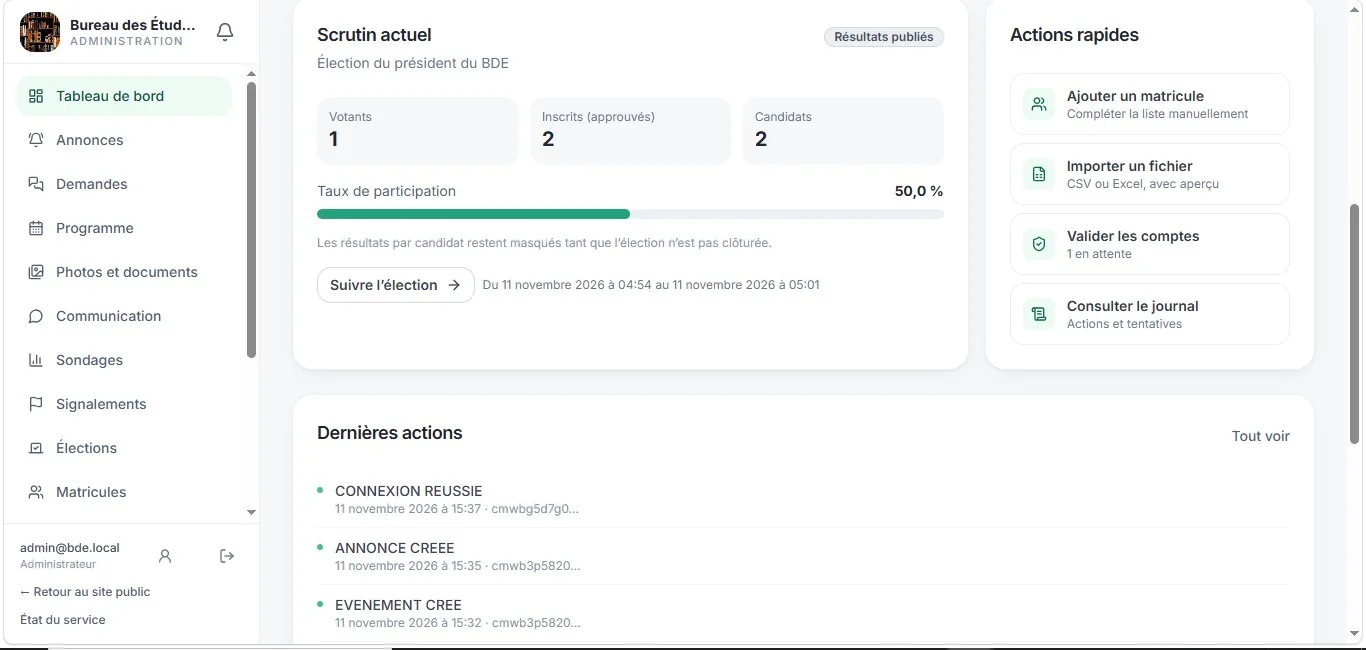 Bureau des Étud...
ADMINISTRATION
Tableau de bord
Annonces
Demandes
Programme
Photos et documents
Communication
Sondages
Signalements
Élections
Matricules
admin@bde.local
Administrateur
← Retour au site public
État du service
Scrutin actuel
Résultats publiés
Élection du président du BDE
Votants
1
Inscrits (approuvés)
2
Candidats
2
Taux de participation
50,0 %
Les résultats par candidat restent masqués tant que l’élection n’est pas clôturée.
Suivre l’élection →
Du 11 novembre 2026 à 04:54 au 11 novembre 2026 à 05:01
Actions rapides
Ajouter un matricule
Compléter la liste manuellement
Importer un fichier
CSV ou Excel, avec aperçu
Valider les comptes
1 en attente
Consulter le journal
Actions et tentatives
Dernières actions
Tout voir
CONNEXION REUSSIE
11 novembre 2026 à 15:37 · cmwbg5d7g0...
ANNONCE CREEE
11 novembre 2026 à 15:35 · cmwb3p5820...
EVENEMENT CREE
11 novembre 2026 à 15:32 · cmwb3p5820...